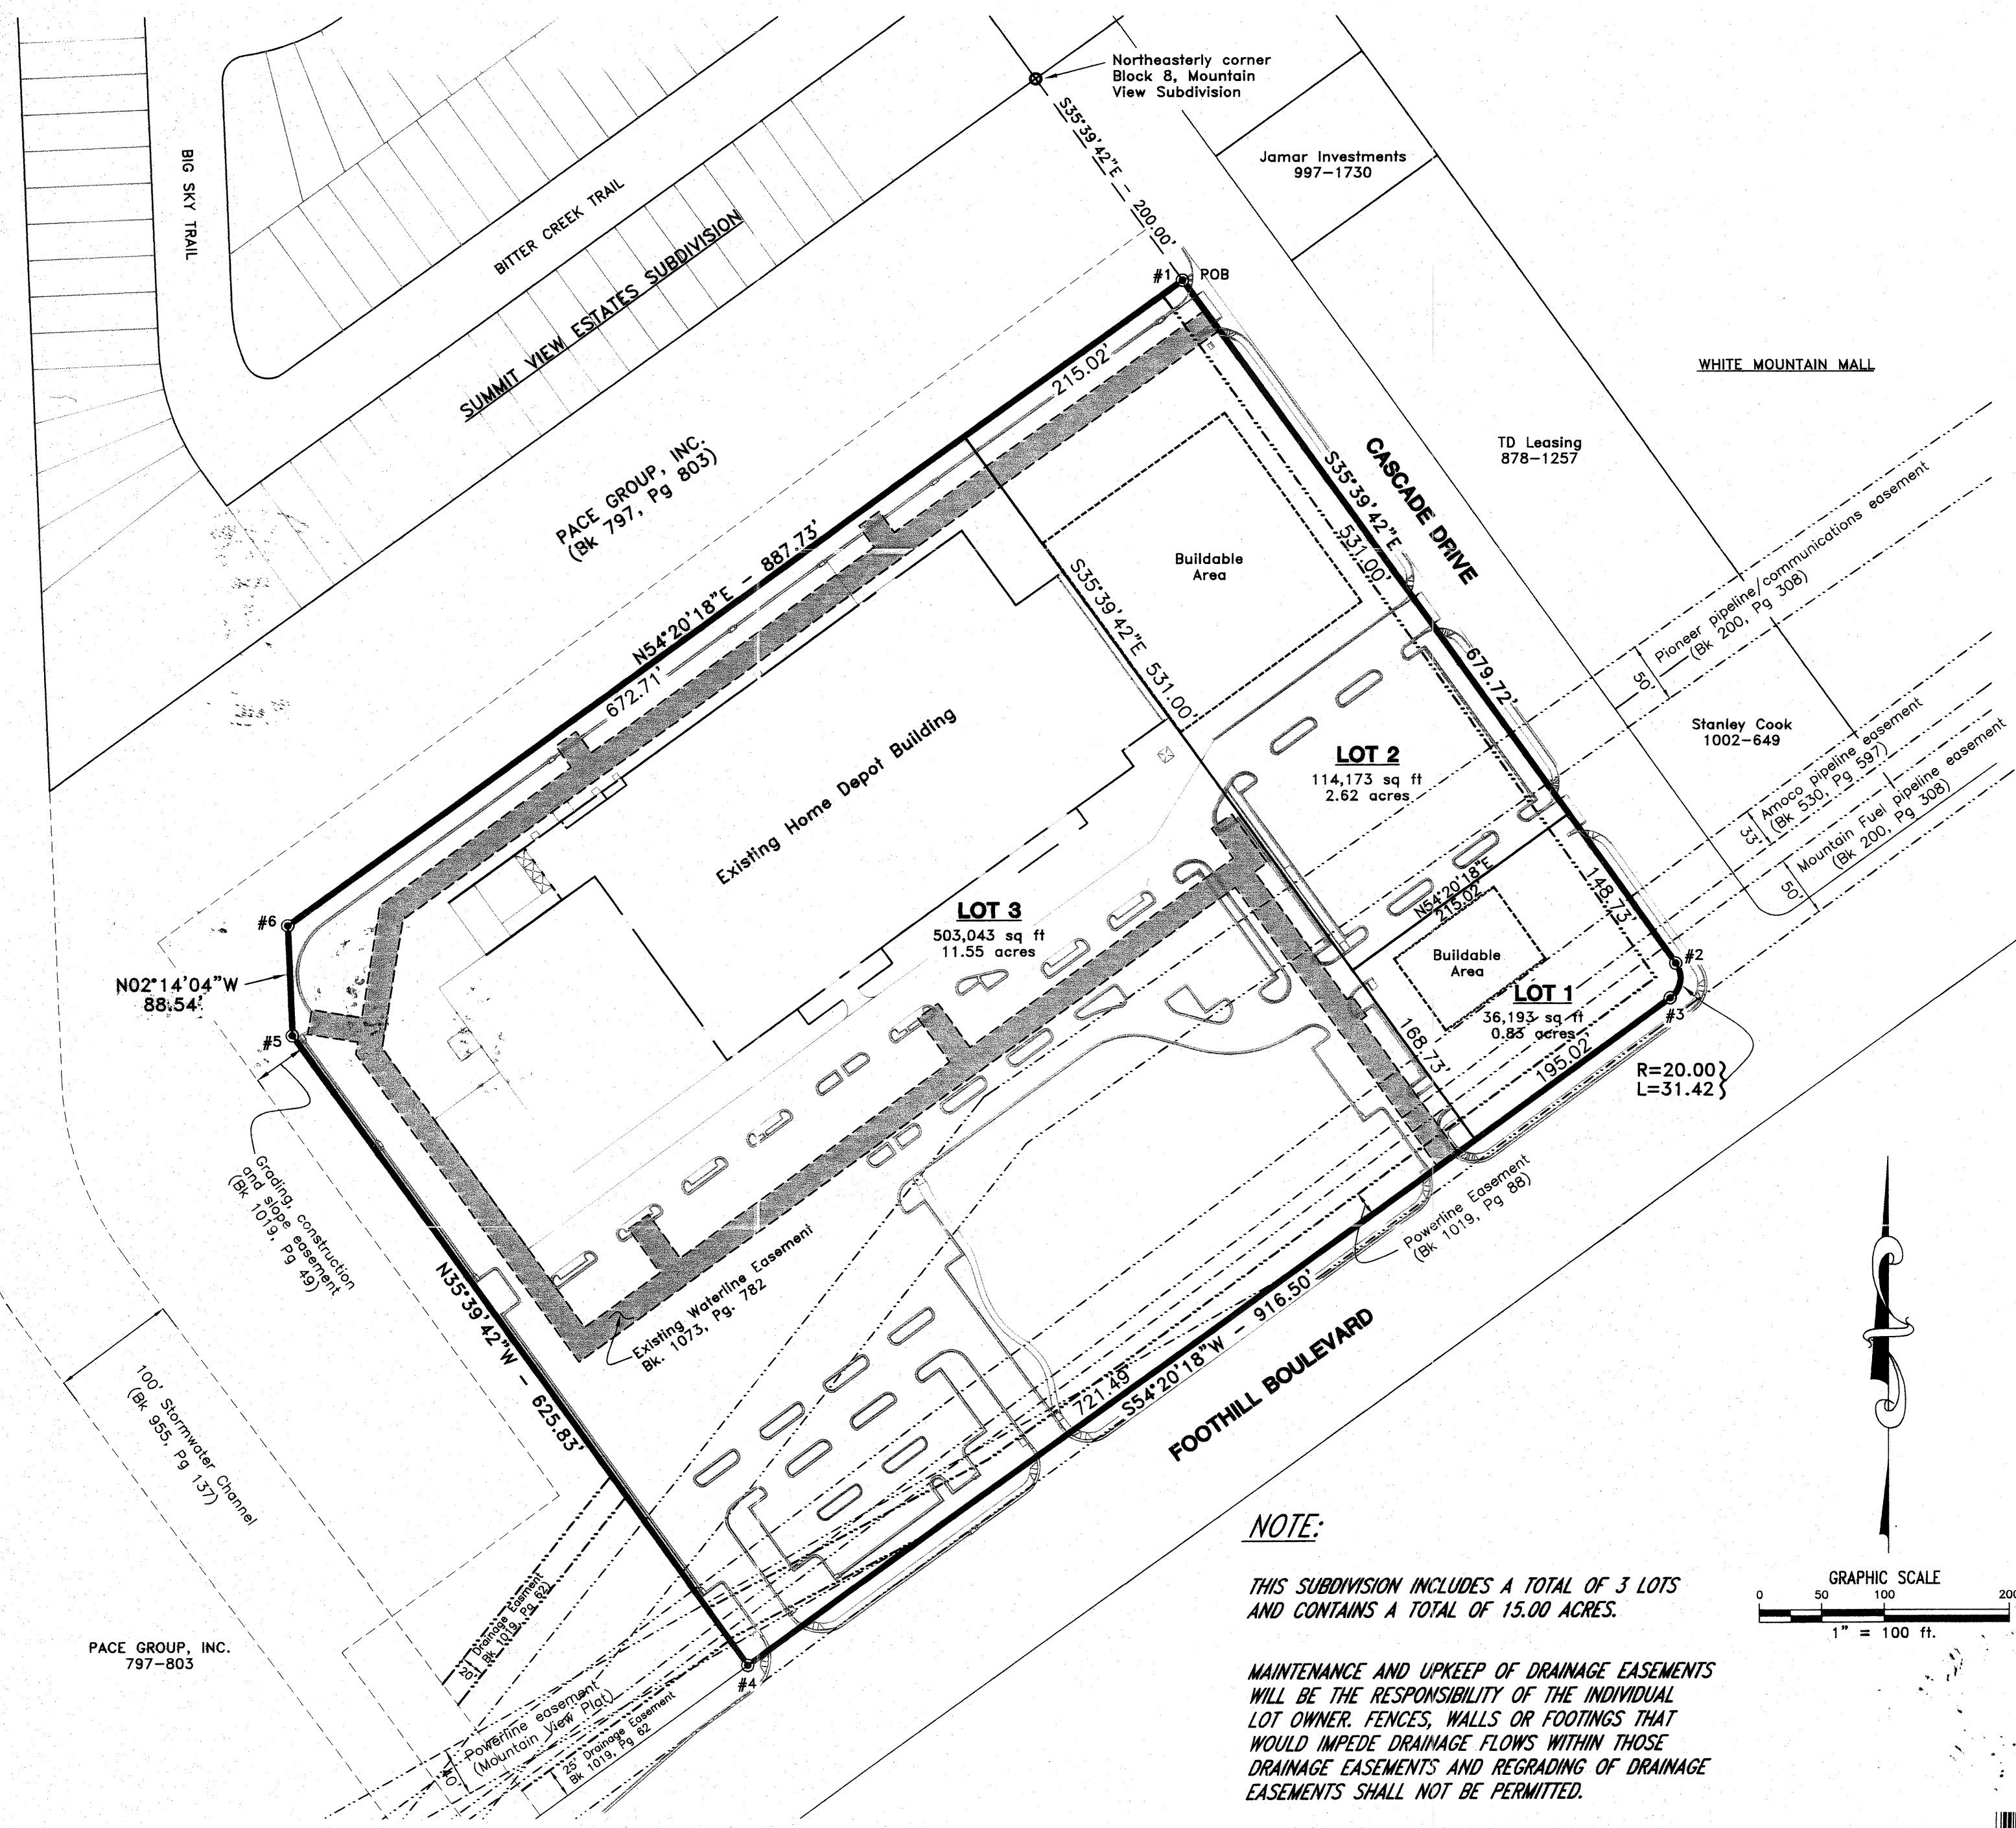 Northeasterly corner
Block 8, Mountain
View Subdivision
S35°39'42"E - 200.00'
Jamar Investments
997-1730
BIG SKY TRAIL
BITTER CREEK TRAIL
SUMMIT VIEW ESTATES SUBDIVISION
#1
POB
WHITE MOUNTAIN MALL
215.02'
PACE GROUP, INC.
(Bk 797, Pg 803)
N54°20'18"E - 887.73'
672.71'
CASCADE DRIVE
S35°39'42"E
531.00'
679.72'
TD Leasing
878-1257
Pioneer pipeline/communications easement
(Bk 200, Pg 308)
50'
Buildable
Area
S35°39'42"E 531.00'
Stanley Cook
1002-649
Amoco pipeline easement
(Bk 530, Pg 597)
33'
Mountain Fuel pipeline easement
(Bk 200, Pg 308)
50'
Existing Home Depot Building
LOT 2
114,173 sq ft
2.62 acres
N54°20'18"E
215.02'
148.73'
LOT 3
503,043 sq ft
11.55 acres
Buildable
Area
#2
LOT 1
36,193 sq ft
0.83 acres
#3
168.73'
195.02'
R=20.00
L=31.42
#6
N02°14'04"W
88.54'
#5
Grading, construction
and slope easement
(Bk 1019, Pg 49)
Powerline Easement
(Bk 1019, Pg 88)
Existing Waterline Easement
Bk. 1073, Pg. 782
N35°39'42"W - 625.83'
721.49'
S54°20'18"W - 916.50'
FOOTHILL BOULEVARD
100' Stormwater Channel
(Bk 955, Pg 137)
20' Drainage Easment
Bk 1019, Pg 62)
PACE GROUP, INC.
797-803
#4
Powerline easement
(Mountain View Plat)
40'
25' Drainage Easement
Bk 1019, Pg 62
NOTE:
THIS SUBDIVISION INCLUDES A TOTAL OF 3 LOTS
AND CONTAINS A TOTAL OF 15.00 ACRES.
MAINTENANCE AND UPKEEP OF DRAINAGE EASEMENTS
WILL BE THE RESPONSIBILITY OF THE INDIVIDUAL
LOT OWNER. FENCES, WALLS OR FOOTINGS THAT
WOULD IMPEDE DRAINAGE FLOWS WITHIN THOSE
DRAINAGE EASEMENTS AND REGRADING OF DRAINAGE
EASEMENTS SHALL NOT BE PERMITTED.
GRAPHIC SCALE
0 50 100 200
1" = 100 ft.